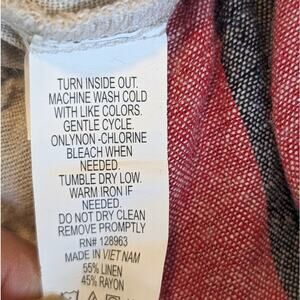 TURN INSIDE OUT.
MACHINE WASH COLD
WITH LIKE COLORS.
GENTLE CYCLE.
ONLYNON -CHLORINE
BLEACH WHEN
NEEDED.
TUMBLE DRY LOW.
WARM IRON IF
NEEDED.
DO NOT DRY CLEAN
REMOVE PROMPTLY
RN# 128963
MADE IN VIET NAM
55% LINEN
45% RAYON